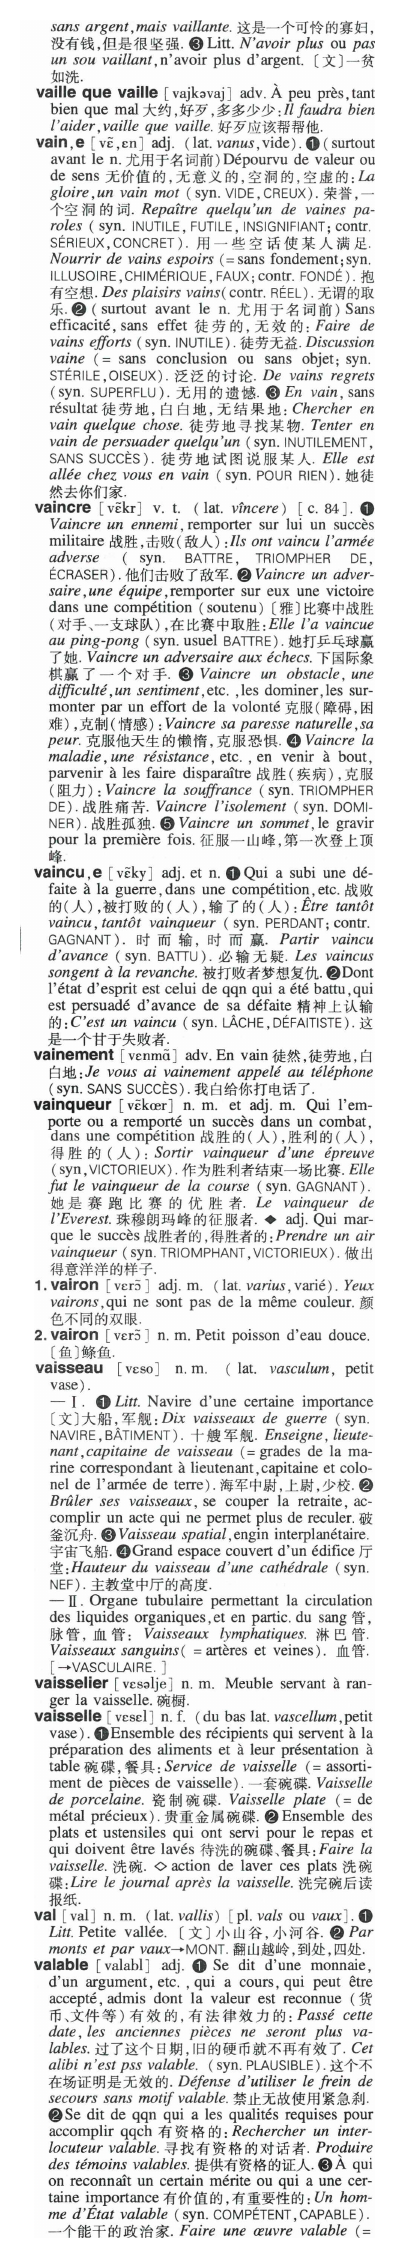 sans argent, mais vaillante. 这是一个可怜的寡妇,
没有钱,但是很坚强. ❸ Litt. N'avoir plus ou pas
un sou vaillant, n'avoir plus d'argent. 〔文〕一贫
如洗.
vaille que vaille [vajkəvaj] adv. À peu près, tant
bien que mal 大约,好歹,多多少少: Il faudra bien
l'aider, vaille que vaille. 好歹应该帮帮他.
vain,e [vɛ̃,ɛn] adj. (lat. vanus, vide). ❶ (surtout
avant le n. 尤用于名词前) Dépourvu de valeur ou
de sens 无价值的,无意义的,空洞的,空虚的: La
gloire, un vain mot (syn. VIDE, CREUX). 荣誉,一
个空洞的词. Repaître quelqu'un de vaines pa-
roles (syn. INUTILE, FUTILE, INSIGNIFIANT; contr.
SÉRIEUX, CONCRET). 用一些空话使某人满足.
Nourrir de vains espoirs (= sans fondement; syn.
ILLUSOIRE, CHIMÉRIQUE, FAUX; contr. FONDÉ). 抱
有空想. Des plaisirs vains (contr. RÉEL). 无谓的取
乐. ❷ (surtout avant le n. 尤用于名词前) Sans
efficacité, sans effet 徒劳的,无效的: Faire de
vains efforts (syn. INUTILE). 徒劳无益. Discussion
vaine (= sans conclusion ou sans objet; syn.
STÉRILE, OISEUX). 泛泛的讨论. De vains regrets
(syn. SUPERFLU). 无用的遗憾. ❸ En vain, sans
résultat 徒劳地,白白地,无结果地: Chercher en
vain quelque chose. 徒劳地寻找某物. Tenter en
vain de persuader quelqu'un (syn. INUTILEMENT,
SANS SUCCÈS). 徒劳地试图说服某人. Elle est
allée chez vous en vain (syn. POUR RIEN). 她徒
然去你们家.
vaincre [vɛ̃kr] v. t. (lat. vincere) [c. 84]. ❶
Vaincre un ennemi, remporter sur lui un succès
militaire 战胜,击败(敌人): Ils ont vaincu l'armée
adverse (syn. BATTRE, TRIOMPHER DE,
ÉCRASER). 他们击败了敌军. ❷ Vaincre un adver-
saire, une équipe, remporter sur eux une victoire
dans une compétition (soutenu) 〔雅〕比赛中战胜
(对手、一支球队),在比赛中取胜: Elle l'a vaincue
au ping-pong (syn. usuel BATTRE). 她打乒乓球赢
了她. Vaincre un adversaire aux échecs. 下国际象
棋赢了一个对手. ❸ Vaincre un obstacle, une
difficulté, un sentiment, etc., les dominer, les sur-
monter par un effort de la volonté 克服(障碍,困
难),克制(情感): Vaincre sa paresse naturelle, sa
peur. 克服他天生的懒惰,克服恐惧. ❹ Vaincre la
maladie, une résistance, etc., en venir à bout,
parvenir à les faire disparaître 战胜(疾病),克服
(阻力): Vaincre la souffrance (syn. TRIOMPHER
DE). 战胜痛苦. Vaincre l'isolement (syn. DOMI-
NER). 战胜孤独. ❺ Vaincre un sommet, le gravir
pour la première fois. 征服一山峰,第一次登上顶
峰.
vaincu,e [vɛ̃ky] adj. et n. ❶ Qui a subi une dé-
faite à la guerre, dans une compétition, etc. 战败
的(人),被打败的(人),输了的(人): Être tantôt
vaincu, tantôt vainqueur (syn. PERDANT; contr.
GAGNANT). 时而输,时而赢. Partir vaincu
d'avance (syn. BATTU). 必输无疑. Les vaincus
songent à la revanche. 被打败者梦想复仇. ❷ Dont
l'état d'esprit est celui de qqn qui a été battu, qui
est persuadé d'avance de sa défaite 精神上认输
的: C'est un vaincu (syn. LÂCHE, DÉFAITISTE). 这
是一个甘于失败者.
vainement [vɛnmɑ̃] adv. En vain 徒然,徒劳地,白
白地: Je vous ai vainement appelé au téléphone
(syn. SANS SUCCÈS). 我白给你打电话了.
vainqueur [vɛ̃kœr] n. m. et adj. m. Qui l'em-
porte ou a remporté un succès dans un combat,
dans une compétition 战胜的(人),胜利的(人),
得胜的(人): Sortir vainqueur d'une épreuve
(syn, VICTORIEUX). 作为胜利者结束一场比赛. Elle
fut le vainqueur de la course (syn. GAGNANT).
她是赛跑比赛的优胜者. Le vainqueur de
l'Everest. 珠穆朗玛峰的征服者. ◆ adj. Qui mar-
que le succès 战胜者的,得胜者的: Prendre un air
vainqueur (syn. TRIOMPHANT, VICTORIEUX). 做出
得意洋洋的样子.
1. vairon [vɛrɔ̃] adj. m. (lat. varius, varié). Yeux
vairons, qui ne sont pas de la même couleur. 颜
色不同的双眼.
2. vairon [vɛrɔ̃] n. m. Petit poisson d'eau douce.
〔鱼〕鲦鱼.
vaisseau [vɛso] n. m. (lat. vasculum, petit
vase).
— Ⅰ. ❶ Litt. Navire d'une certaine importance
〔文〕大船,军舰: Dix vaisseaux de guerre (syn.
NAVIRE, BÂTIMENT). 十艘军舰. Enseigne, lieute-
nant, capitaine de vaisseau (= grades de la ma-
rine correspondant à lieutenant, capitaine et colo-
nel de l'armée de terre). 海军中尉,上尉,少校. ❷
Brûler ses vaisseaux, se couper la retraite, ac-
complir un acte qui ne permet plus de reculer. 破
釜沉舟. ❸ Vaisseau spatial, engin interplanétaire.
宇宙飞船. ❹ Grand espace couvert d'un édifice 厅
堂: Hauteur du vaisseau d'une cathédrale (syn.
NEF). 主教堂中厅的高度.
— Ⅱ. Organe tubulaire permettant la circulation
des liquides organiques, et en partic. du sang 管,
脉管,血管: Vaisseaux lymphatiques. 淋巴管.
Vaisseaux sanguins (= artères et veines). 血管.
[→VASCULAIRE.]
vaisselier [vɛsəlje] n. m. Meuble servant à ran-
ger la vaisselle. 碗橱.
vaisselle [vɛsɛl] n. f. (du bas lat. vascellum, petit
vase). ❶ Ensemble des récipients qui servent à la
préparation des aliments et à leur présentation à
table 碗碟,餐具: Service de vaisselle (= assorti-
ment de pièces de vaisselle). 一套碗碟. Vaisselle
de porcelaine. 瓷制碗碟. Vaisselle plate (= de
métal précieux). 贵重金属碗碟. ❷ Ensemble des
plats et ustensiles qui ont servi pour le repas et
qui doivent être lavés 待洗的碗碟、餐具: Faire la
vaisselle. 洗碗. ◇ action de laver ces plats 洗碗
碟: Lire le journal après la vaisselle. 洗完碗后读
报纸.
val [val] n. m. (lat. vallis) [pl. vals ou vaux]. ❶
Litt. Petite vallée. 〔文〕小山谷,小河谷. ❷ Par
monts et par vaux→MONT. 翻山越岭,到处,四处.
valable [valabl] adj. ❶ Se dit d'une monnaie,
d'un argument, etc., qui a cours, qui peut être
accepté, admis dont la valeur est reconnue (货
币、文件等)有效的,有法律效力的: Passé cette
date, les anciennes pièces ne seront plus va-
lables. 过了这个日期,旧的硬币就不再有效了. Cet
alibi n'est pss valable. (syn. PLAUSIBLE). 这个不
在场证明是无效的. Défense d'utiliser le frein de
secours sans motif valable. 禁止无故使用紧急刹.
❷ Se dit de qqn qui a les qualités requises pour
accomplir qqch 有资格的: Rechercher un inter-
locuteur valable. 寻找有资格的对话者. Produire
des témoins valables. 提供有资格的证人. ❸ À qui
on reconnaît un certain mérite ou qui a une cer-
taine importance 有价值的,有重要性的: Un hom-
me d'État valable (syn. COMPÉTENT, CAPABLE).
一个能干的政治家. Faire une œuvre valable (=